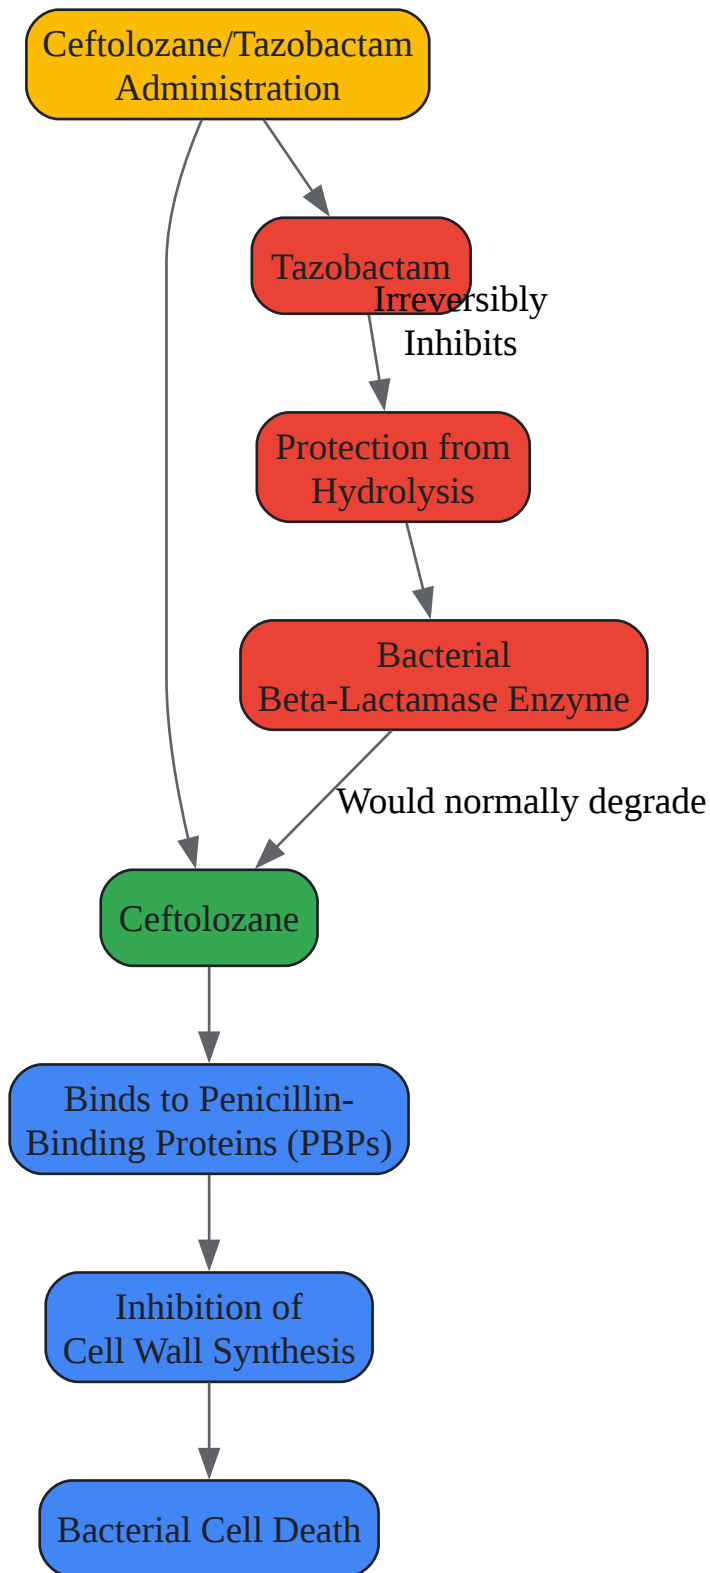 Ceftolozane/Tazobactam
Administration
Tazobactam
Irreversibly
Inhibits
Protection from
Hydrolysis
Bacterial
Beta-Lactamase Enzyme
Would normally degrade
Ceftolozane
Binds to Penicillin-
Binding Proteins (PBPs)
Inhibition of
Cell Wall Synthesis
Bacterial Cell Death